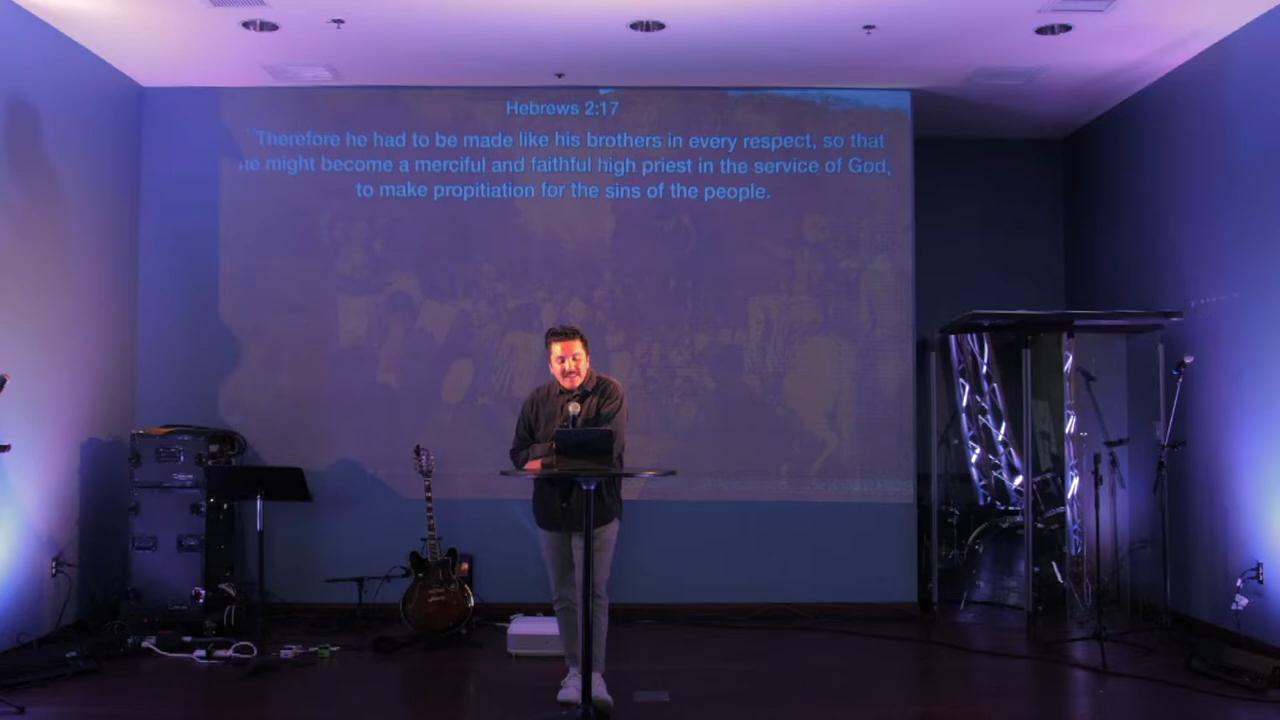 Hebrews 2:17
Therefore he had to be made like his brothers in every respect, so that
he might become a merciful and faithful high priest in the service of God,
to make propitiation for the sins of the people.